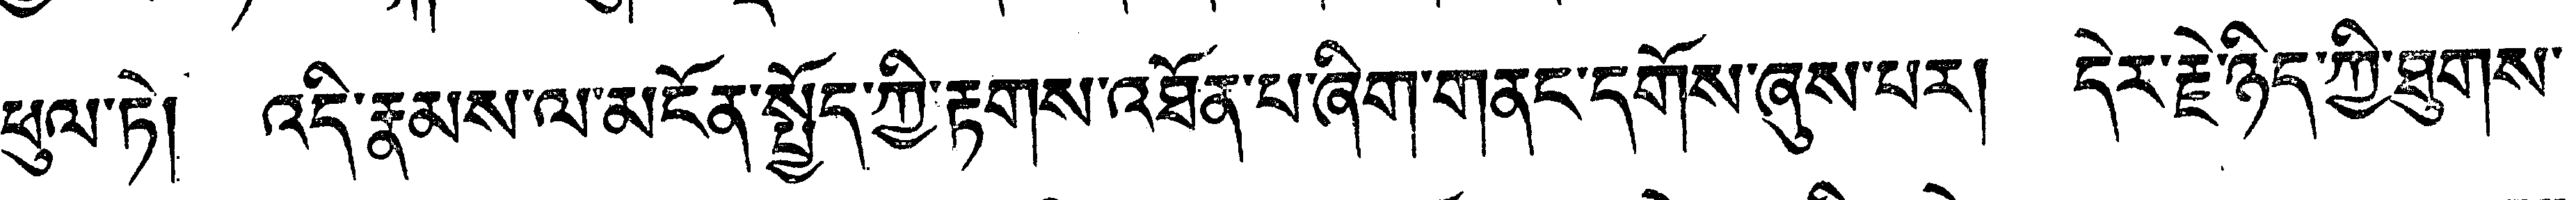 ཕུལ་ཏེ། འདི་རྣམས་ལ་མངོན་སྤྱོད་ཀྱི་རྟགས་འཐོན་པ་ཞིག་གནང་དགོས་ཞུས་པར། དེར་རྗེ་ཉིད་ཀྱི་ཐུགས་